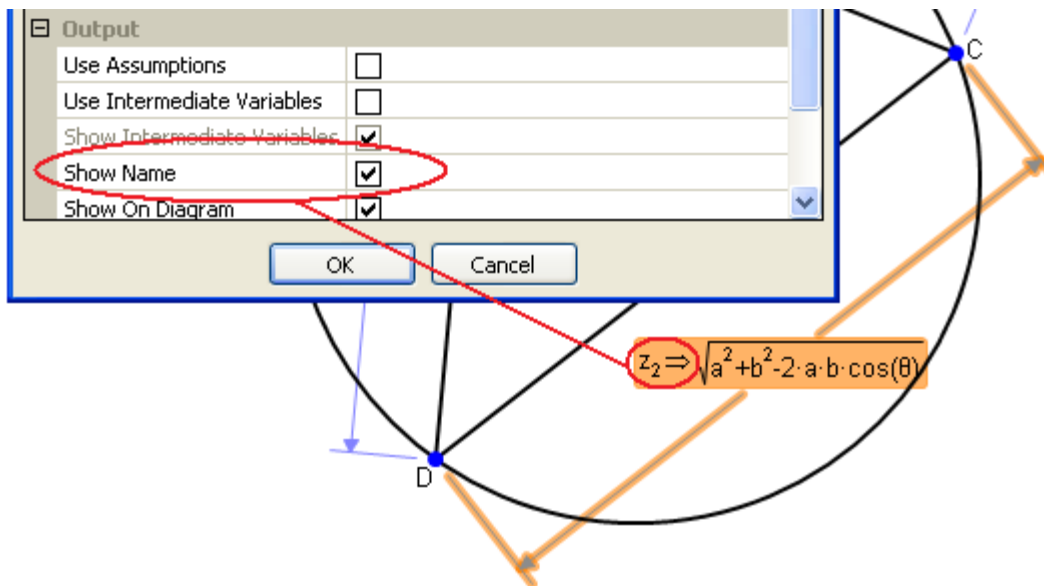 Output
Use Assumptions
Use Intermediate Variables
Show Intermediate Variables
Show Name
Show On Diagram
OK Cancel
C
z₂⇒√a²+b²-2·a·b·cos(θ)
D